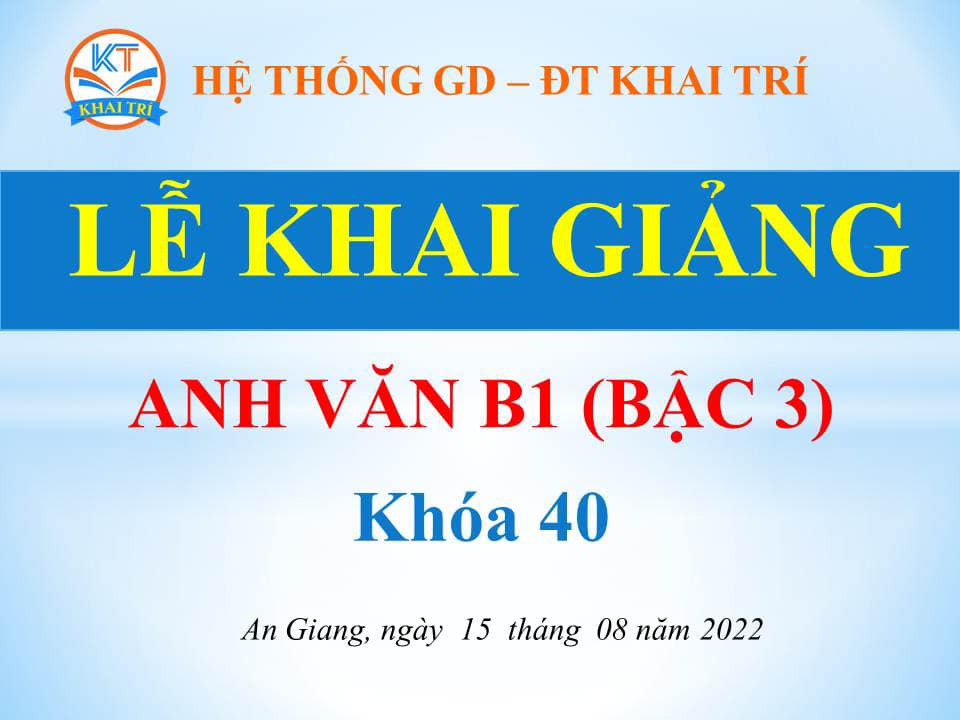 KT
KHAI TRÍ
HỆ THỐNG GD – ĐT KHAI TRÍ
LỄ KHAI GIẢNG
ANH VĂN B1 (BẬC 3)
Khóa 40
An Giang, ngày 15 tháng 08 năm 2022